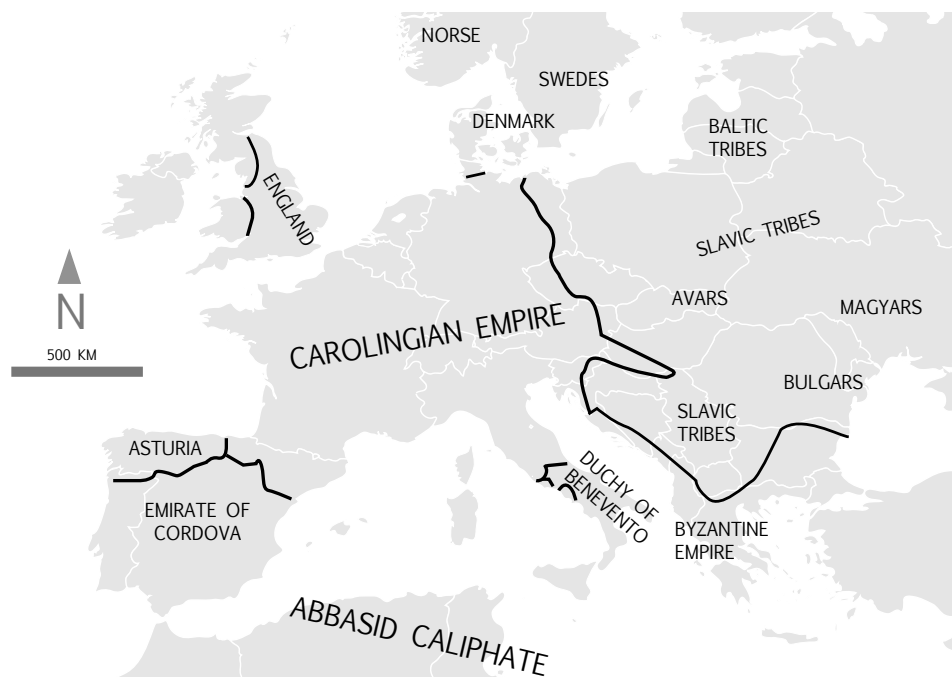 NORSE
SWEDES
DENMARK
BALTIC
TRIBES
ENGLAND
SLAVIC TRIBES
N
500 KM
AVARS
MAGYARS
CAROLINGIAN EMPIRE
BULGARS
SLAVIC
TRIBES
ASTURIA
EMIRATE OF
CORDOVA
DUCHY OF
BENEVENTO
BYZANTINE
EMPIRE
ABBASID CALIPHATE